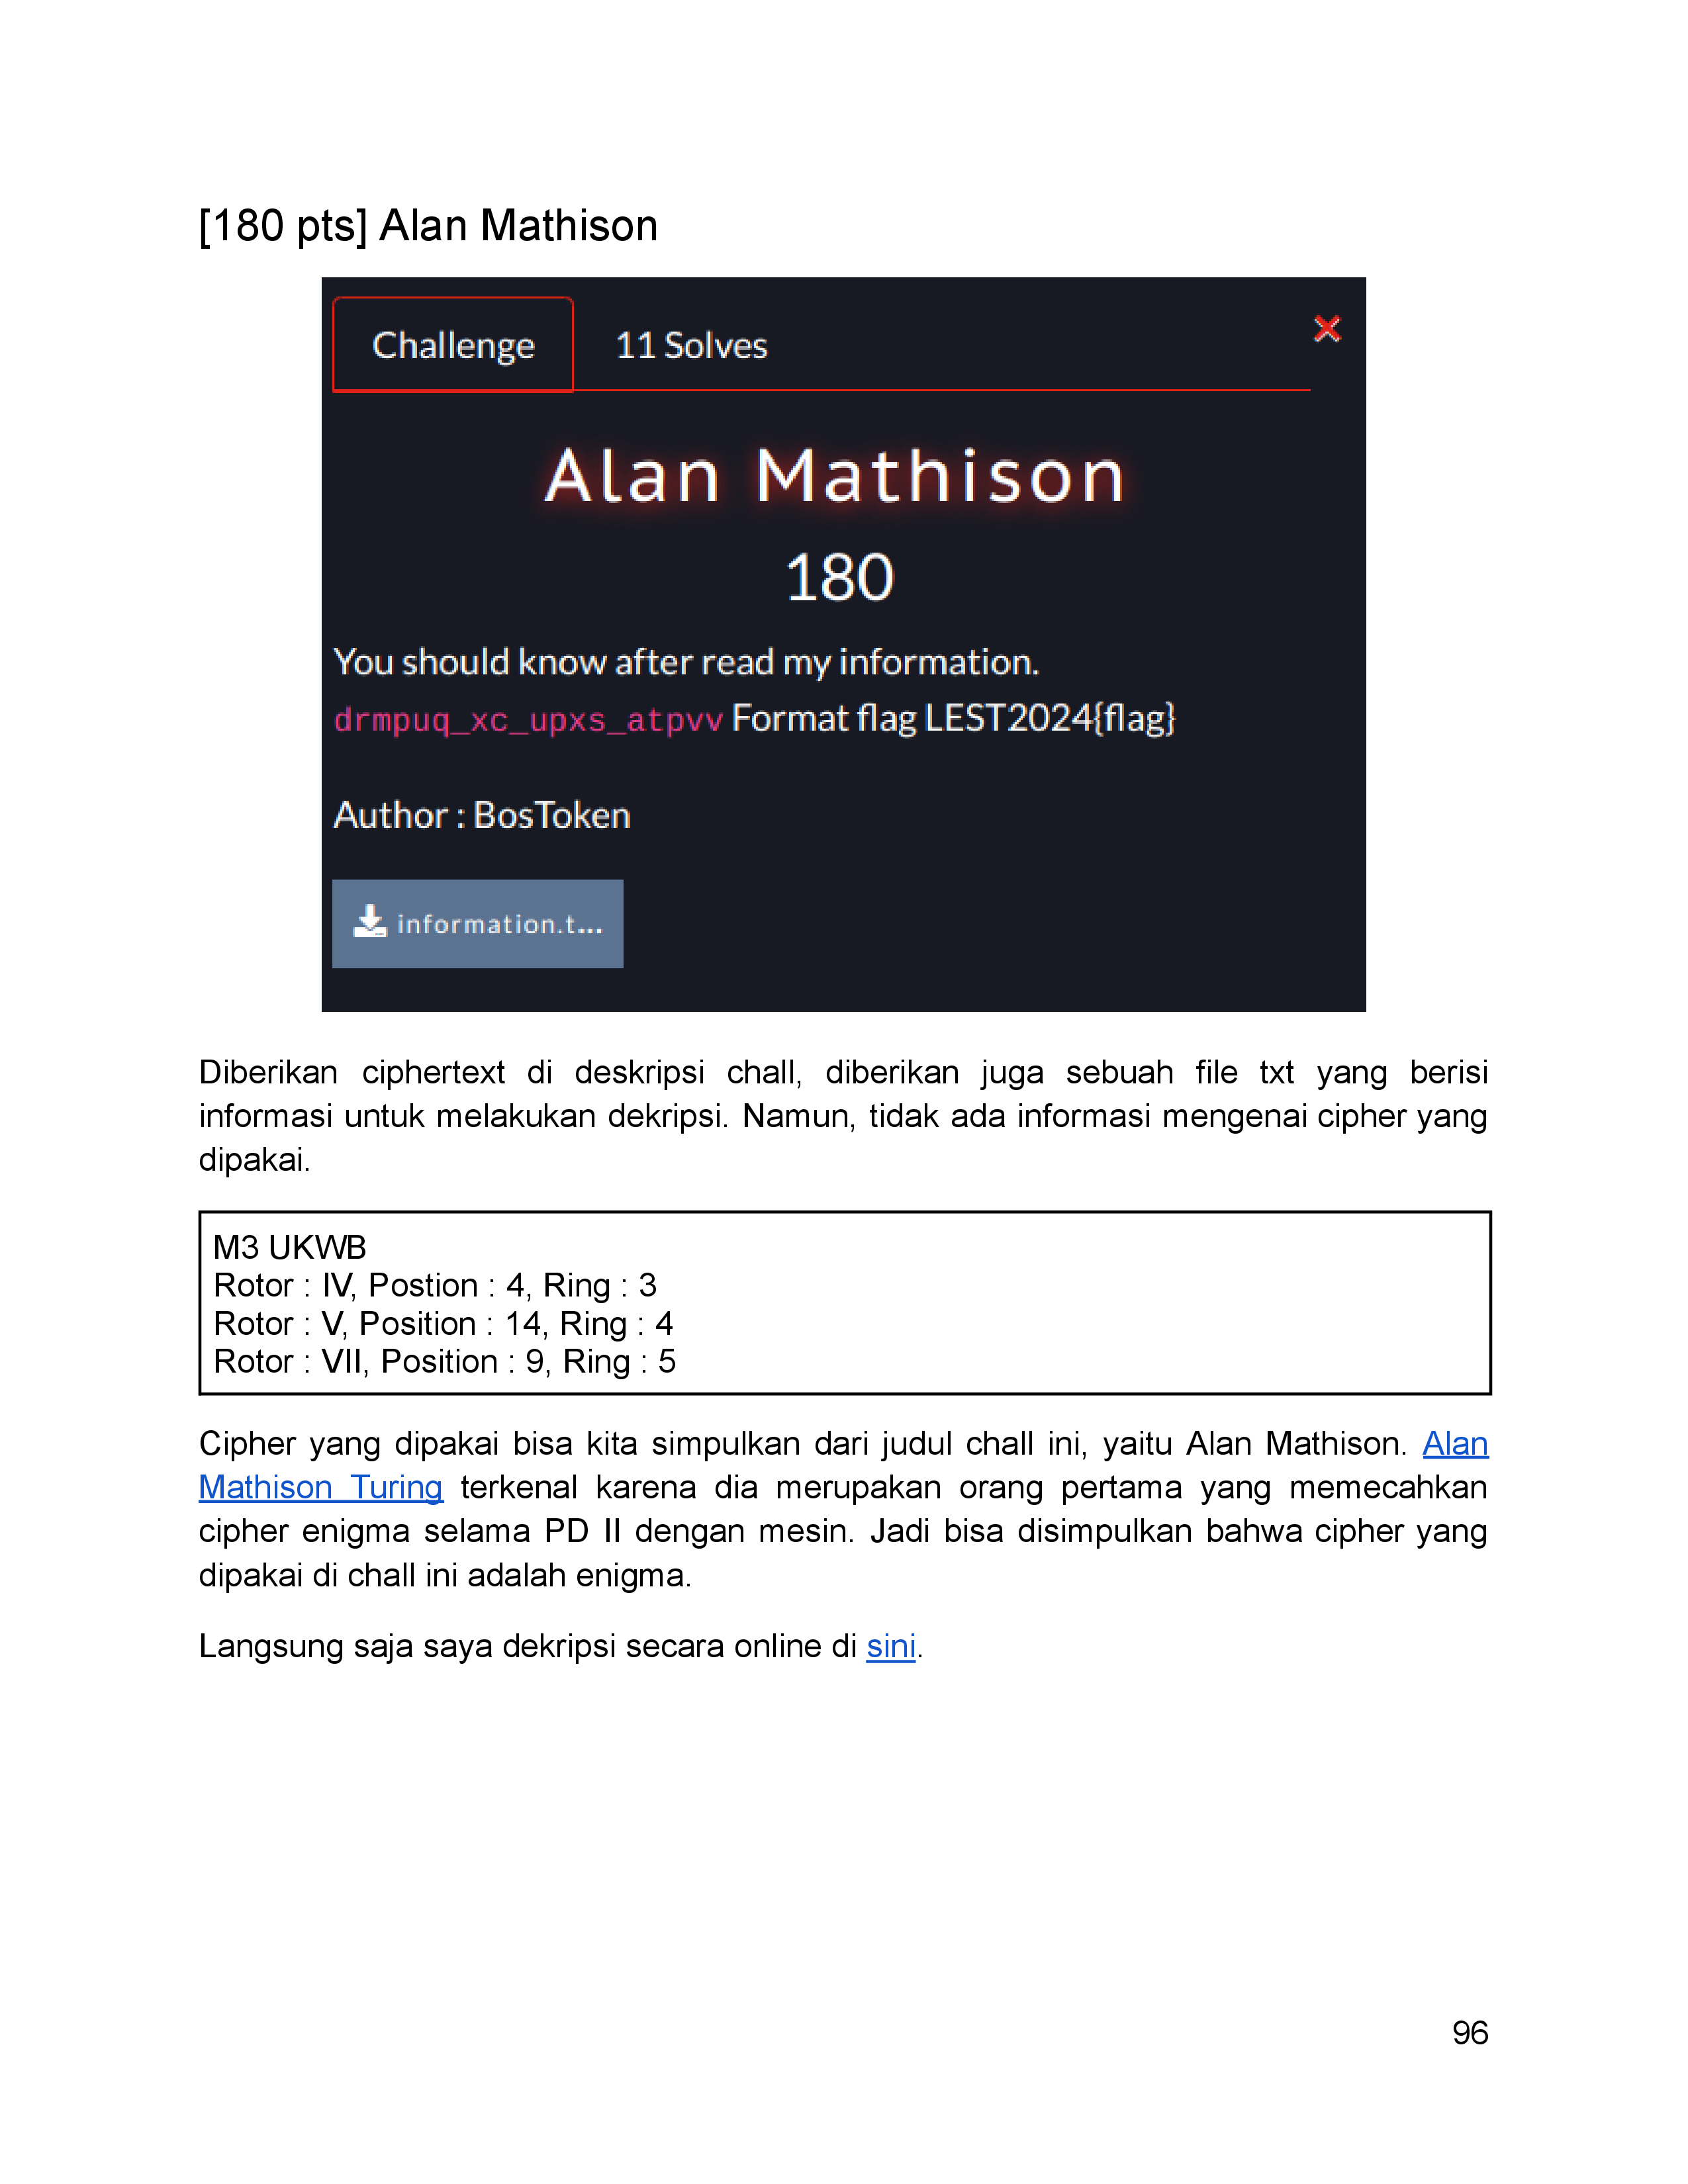 [180 pts] Alan Mathison
Challenge
11 Solves
Alan Mathison
180
You should know after read my information.
drmpuq_xc_upxs_atpvv Format flag LEST2024{flag}
Author : BosToken
information.t...
Diberikan ciphertext di deskripsi chall, diberikan juga sebuah file txt yang berisi
informasi untuk melakukan dekripsi. Namun, tidak ada informasi mengenai cipher yang
dipakai.
M3 UKWB
Rotor : IV, Postion : 4, Ring : 3
Rotor : V, Position : 14, Ring : 4
Rotor : VII, Position : 9, Ring : 5
Cipher yang dipakai bisa kita simpulkan dari judul chall ini, yaitu Alan Mathison. Alan
Mathison Turing terkenal karena dia merupakan orang pertama yang memecahkan
cipher enigma selama PD II dengan mesin. Jadi bisa disimpulkan bahwa cipher yang
dipakai di chall ini adalah enigma.
Langsung saja saya dekripsi secara online di sini.
96